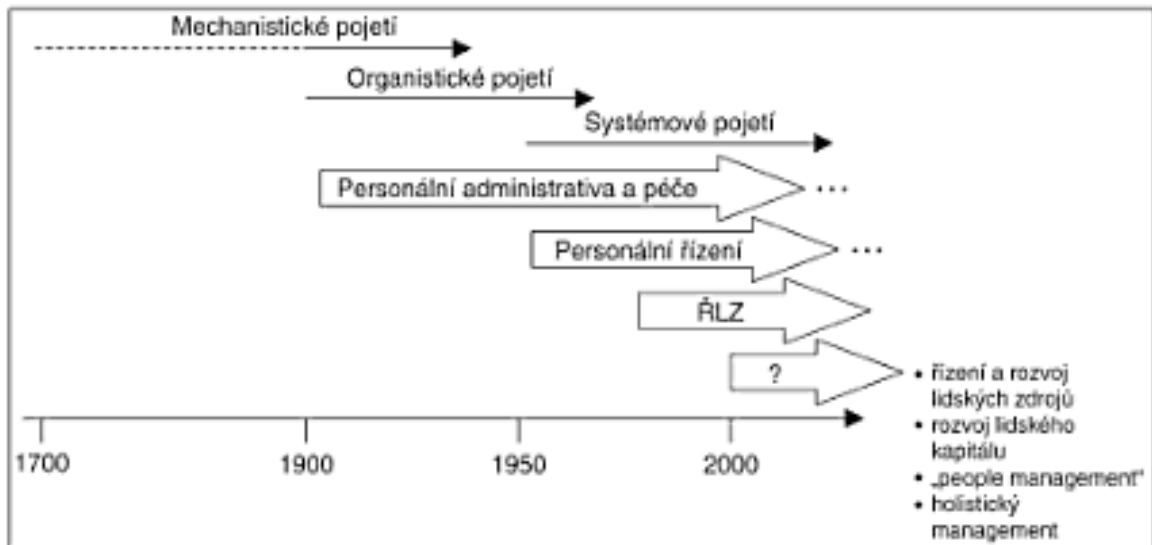 Mechanistické pojetí
Organistické pojetí
Systémové pojetí
Personální administrativa a péče
...
Personální řízení
...
ŘLZ
?
• řízení a rozvoj
lidských zdrojů
• rozvoj lidského
kapitálu
• „people management“
• holistický
management
1700
1900
1950
2000